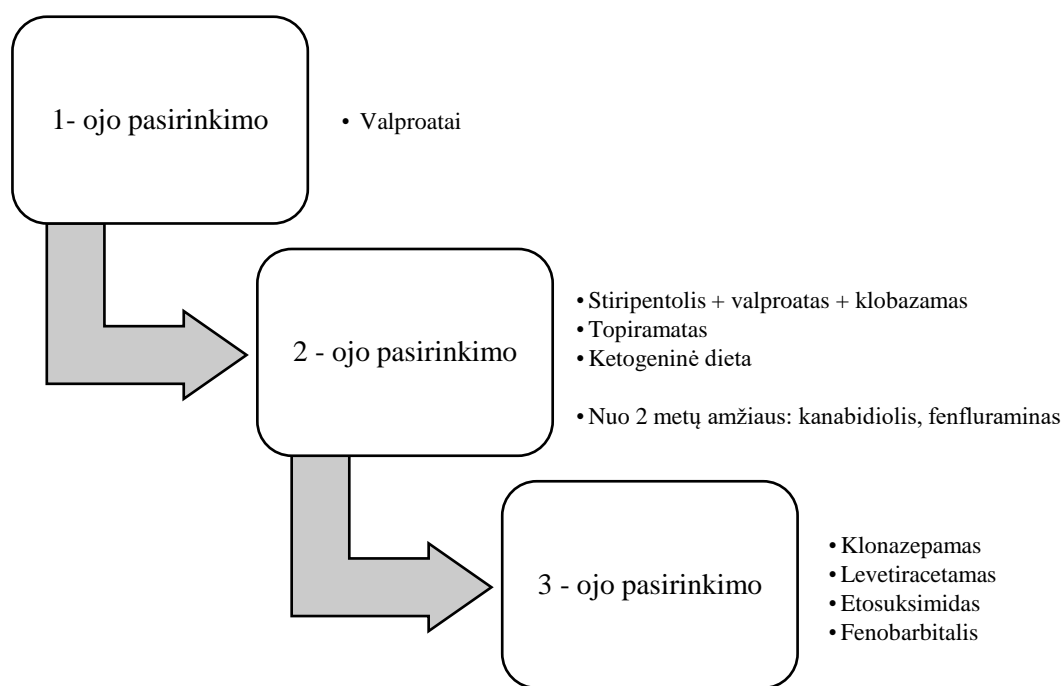 1- ojo pasirinkimo
• Valproatai
2 - ojo pasirinkimo
• Stiripentolis + valproatas + klobazamas
• Topiramatas
• Ketogeninė dieta
• Nuo 2 metų amžiaus: kanabidiolis, fenfluraminas
3 - ojo pasirinkimo
• Klonazepamas
• Levetiracetamas
• Etosuksimidas
• Fenobarbitalis